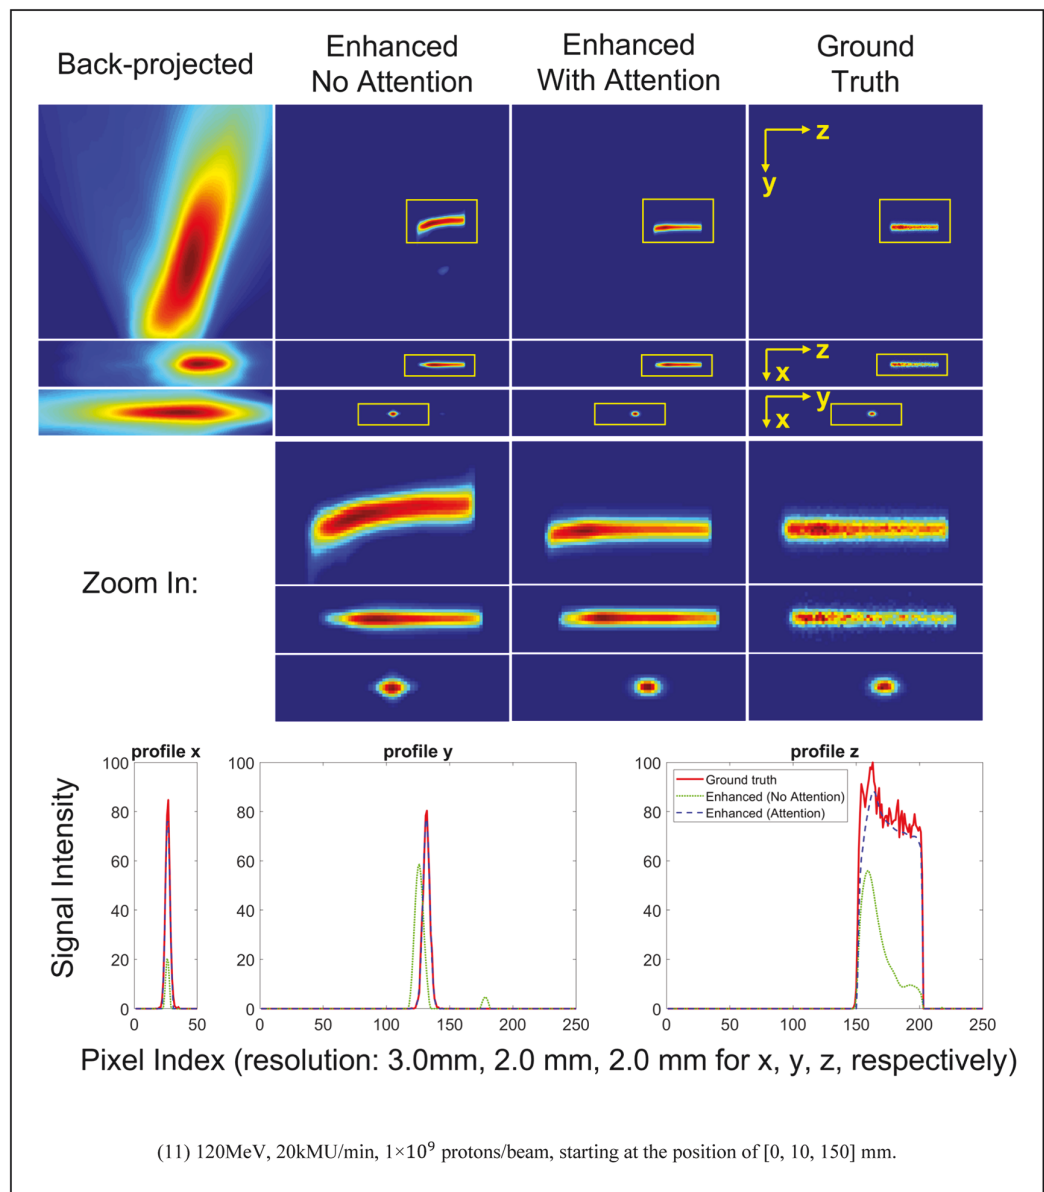 Back-projected
Enhanced
No Attention
Enhanced
With Attention
Ground
Truth
z
y
z
x
y
x
Zoom In:
profile x
profile y
profile z
Signal Intensity
100
80
60
40
20
0
0
50
100
80
60
40
20
0
0
50
100
150
200
250
100
80
60
40
20
0
0
50
100
150
200
250
Ground truth
Enhanced (No Attention)
Enhanced (Attention)
Pixel Index (resolution: 3.0mm, 2.0 mm, 2.0 mm for x, y, z, respectively)
(11) 120MeV, 20kMU/min, 1×10⁹ protons/beam, starting at the position of [0, 10, 150] mm.